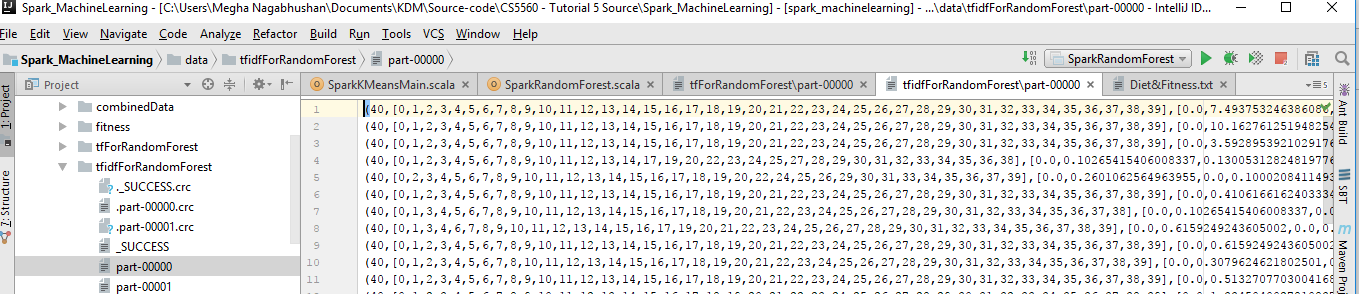 Spark_MachineLearning - [C:\Users\Megha Nagabhushan\Documents\KDM\Source-code\CS5560 - Tutorial 5 Source\Spark_MachineLearning] - [spark_machinelearning] - ...\data\tfidfForRandomForest\part-00000 - IntelliJ ID...
File Edit View Navigate Code Analyze Refactor Build Run Tools VCS Window Help
Spark_MachineLearning data tfidfForRandomForest part-00000 SparkRandomForest
Project SparkKMeansMain.scala SparkRandomForest.scala tfForRandomForest\part-00000 tfidfForRandomForest\part-00000 Diet&Fitness.txt
1: Project
7: Structure
combinedData
fitness
tfForRandomForest
tfidfForRandomForest
._SUCCESS.crc
.part-00000.crc
.part-00001.crc
_SUCCESS
part-00000
part-00001
1 (40,[0,1,2,3,4,5,6,7,8,9,10,11,12,13,14,15,16,17,18,19,20,21,22,23,24,25,26,27,28,29,30,31,32,33,34,35,36,37,38,39],[0.0,7.493753246386086
2 (40,[0,1,2,3,4,5,6,7,8,9,10,11,12,13,14,15,16,17,18,19,20,21,22,23,24,25,26,27,28,29,30,31,32,33,34,35,36,37,38,39],[0.0,10.162761251948254
3 (40,[0,1,2,3,4,5,6,7,8,9,10,11,12,13,14,15,16,17,18,19,20,21,22,23,24,25,26,27,28,29,30,31,32,33,34,35,36,37,38,39],[0.0,3.592895392102917
4 (40,[0,1,2,3,4,5,6,7,8,9,10,11,12,13,14,17,19,20,22,23,24,25,27,28,29,30,31,32,33,34,35,36,38],[0.0,0.10265415406008337,0.130053128248197
5 (40,[0,1,2,3,4,5,6,7,8,9,10,11,12,13,14,15,16,17,18,19,20,22,24,25,26,29,30,31,33,34,35,36,37,39],[0.0,0.2601062564963955,0.0,0.100020841149
6 (40,[0,1,2,3,4,5,6,7,8,9,10,11,12,13,14,15,16,17,18,19,20,21,22,23,24,25,26,27,28,29,30,31,32,33,34,35,36,37,38,39],[0.0,0.410616616240333
7 (40,[0,1,2,3,4,5,6,7,8,9,10,11,12,13,14,15,16,17,18,19,20,21,22,23,24,25,26,27,28,29,30,31,32,33,34,35,36,37,38],[0.0,0.10265415406008337,0.
8 (40,[0,1,3,4,6,7,8,9,10,11,12,13,14,15,16,17,19,20,21,22,23,24,25,26,27,28,29,30,31,32,33,34,35,36,37,38,39],[0.0,0.6159249243605002,0.0,0.
9 (40,[0,1,2,3,4,5,6,7,8,9,10,11,12,13,14,15,16,17,18,19,20,21,22,23,24,25,26,27,28,29,30,31,32,33,34,35,36,37,38,39],[0.0,0.6159249243605002
10 (40,[0,1,2,3,4,5,6,7,8,9,10,11,12,13,14,15,16,17,18,19,20,21,22,23,24,25,26,27,28,29,30,31,32,33,34,35,36,37,38,39],[0.0,0.3079624621802501,
11 (40,[0,1,2,3,4,5,6,7,8,9,10,11,12,13,14,15,16,17,18,19,20,21,22,23,24,25,26,27,28,29,30,31,32,33,34,35,36,37,38,39],[0.0,0.513270770300416
Ant Build
SBT
Maven Proj